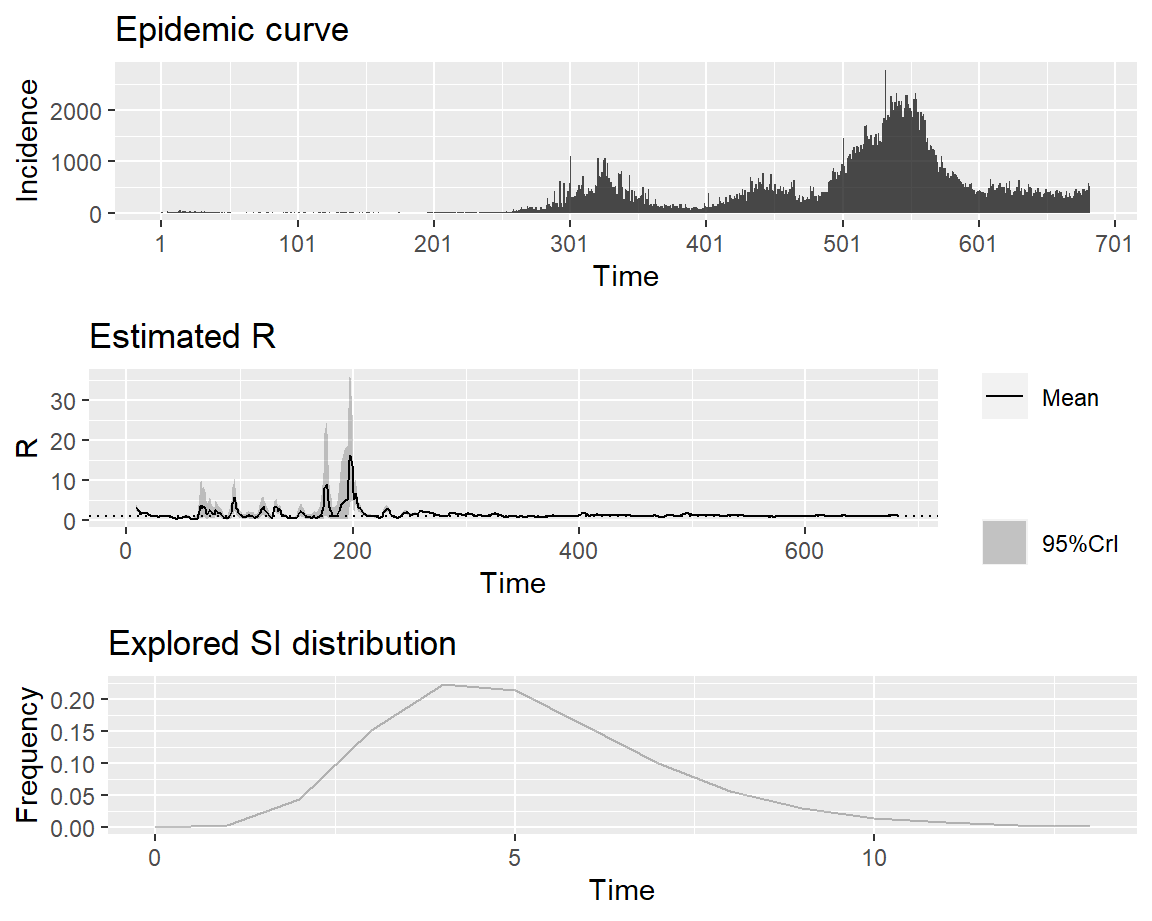 Epidemic curve
Incidence
2000
1000
0
1 101 201 301 401 501 601 701
Time
Estimated R
R
30
20
10
0
0 200 400 600
Time
Mean
95%CrI
Explored SI distribution
Frequency
0.20
0.15
0.10
0.05
0.00
0 5 10
Time